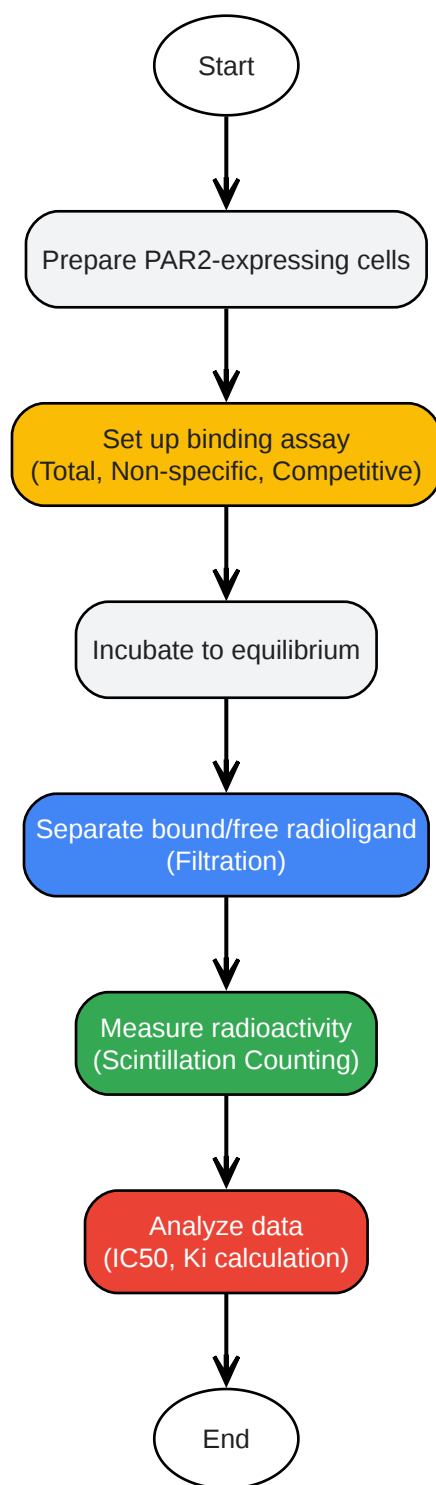 Start
Prepare PAR2-expressing cells
Set up binding assay
(Total, Non-specific, Competitive)
Incubate to equilibrium
Separate bound/free radioligand
(Filtration)
Measure radioactivity
(Scintillation Counting)
Analyze data
(IC50, Ki calculation)
End